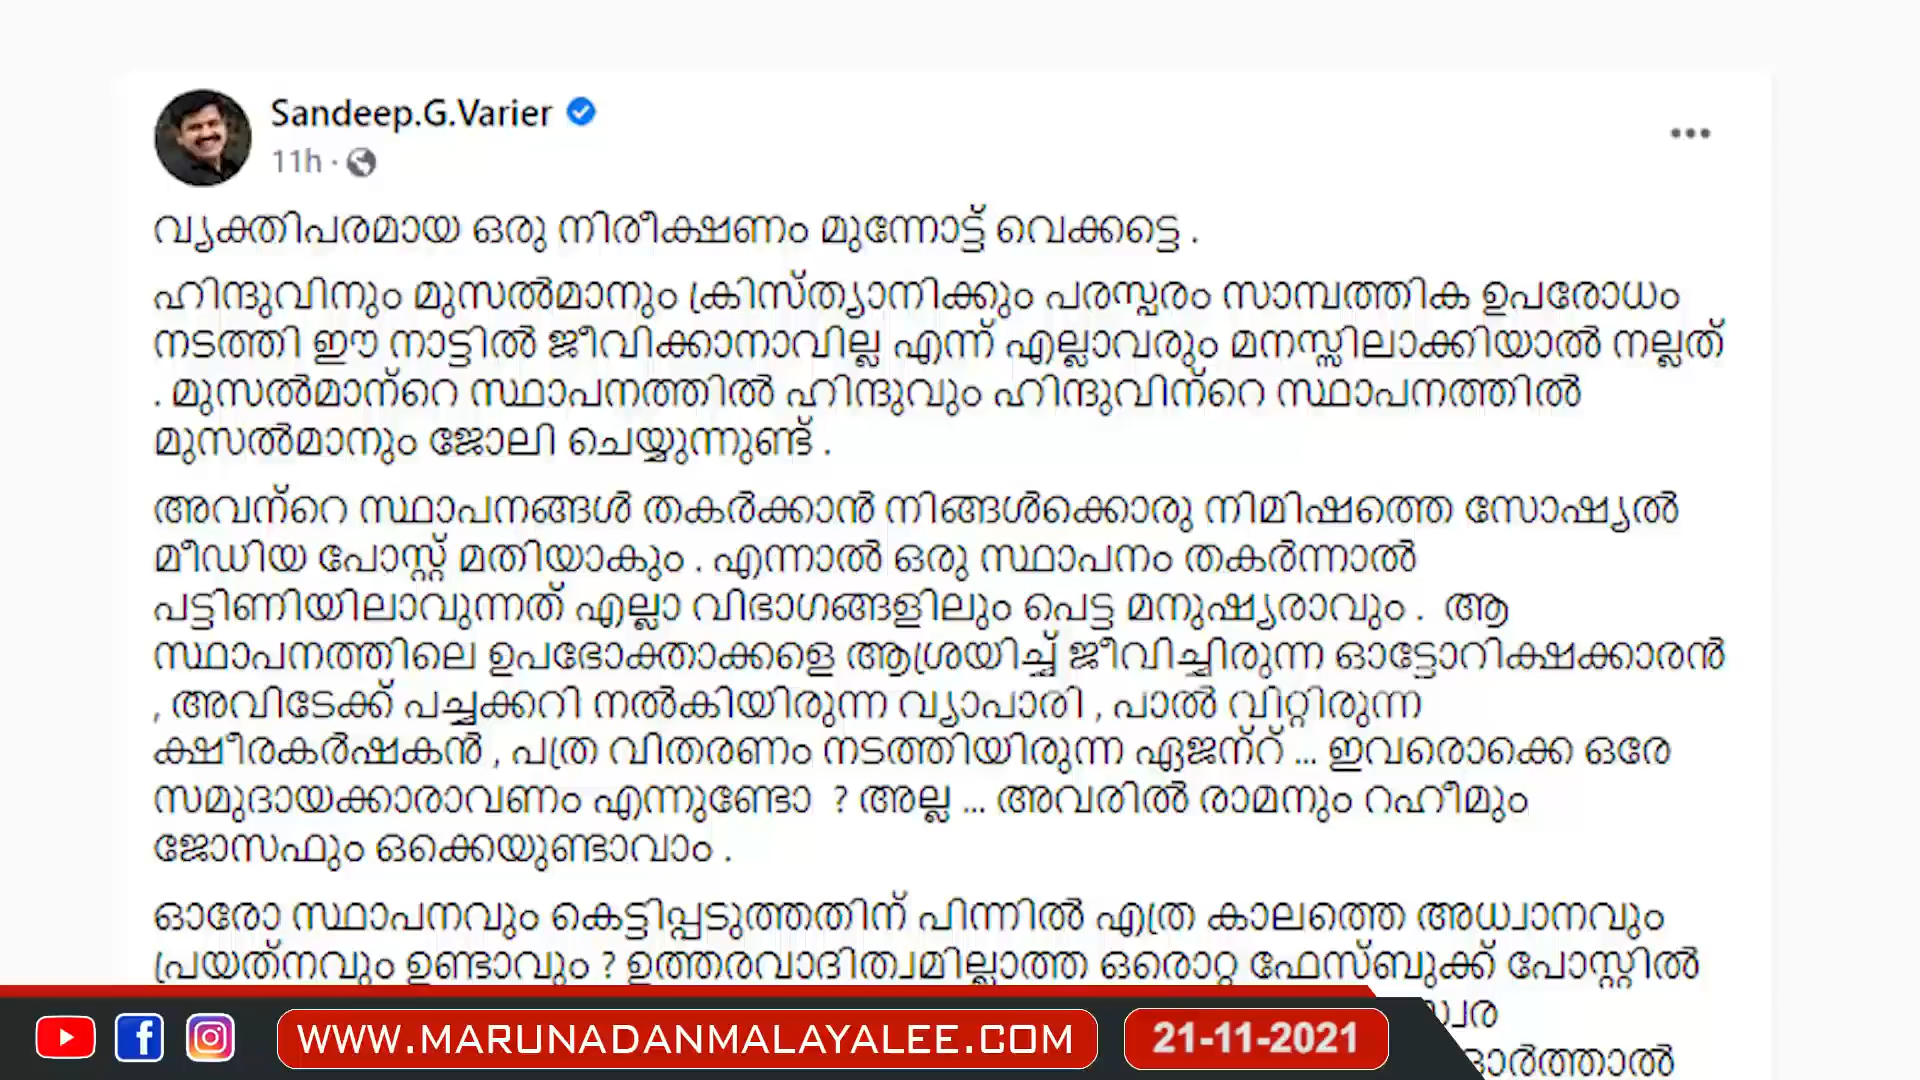 Sandeep.G.Varier
11h ·
വ്യക്തിപരമായ ഒരു നിരീക്ഷണം മുന്നോട്ട് വെക്കട്ടെ .
ഹിന്ദുവിനും മുസൽമാനും ക്രിസ്ത്യാനിക്കും പരസ്പരം സാമ്പത്തിക ഉപരോധം
നടത്തി ഈ നാട്ടിൽ ജീവിക്കാനാവില്ല എന്ന് എല്ലാവരും മനസ്സിലാക്കിയാൽ നല്ലത്
. മുസൽമാന്റെ സ്ഥാപനത്തിൽ ഹിന്ദുവും ഹിന്ദുവിന്റെ സ്ഥാപനത്തിൽ
മുസൽമാനും ജോലി ചെയ്യുന്നുണ്ട് .
അവന്റെ സ്ഥാപനങ്ങൾ തകർക്കാൻ നിങ്ങൾക്കൊരു നിമിഷത്തെ സോഷ്യൽ
മീഡിയ പോസ്റ്റ് മതിയാകും . എന്നാൽ ഒരു സ്ഥാപനം തകർന്നാൽ
പട്ടിണിയിലാവുന്നത് എല്ലാ വിഭാഗങ്ങളിലും പെട്ട മനുഷ്യരാവും . ആ
സ്ഥാപനത്തിലെ ഉപഭോക്താക്കളെ ആശ്രയിച്ച് ജീവിച്ചിരുന്ന ഓട്ടോറിക്ഷക്കാരൻ
, അവിടേക്ക് പച്ചക്കറി നൽകിയിരുന്ന വ്യാപാരി , പാൽ വിറ്റിരുന്ന
ക്ഷീരകർഷകൻ , പത്ര വിതരണം നടത്തിയിരുന്ന ഏജന്റ് ... ഇവരൊക്കെ ഒരേ
സമുദായക്കാരാവണം എന്നുണ്ടോ ? അല്ല ... അവരിൽ രാമനും റഹീമും
ജോസഫും ഒക്കെയുണ്ടാവാം .
ഓരോ സ്ഥാപനവും കെട്ടിപ്പടുത്തതിന് പിന്നിൽ എത്ര കാലത്തെ അധ്വാനവും
പ്രയത്നവും ഉണ്ടാവും ? ഉത്തരവാദിത്വമില്ലാത്ത ഒരൊറ്റ ഫേസ്ബുക്ക് പോസ്റ്റിൽ
WWW.MARUNADANMALAYALEE.COM
21-11-2021